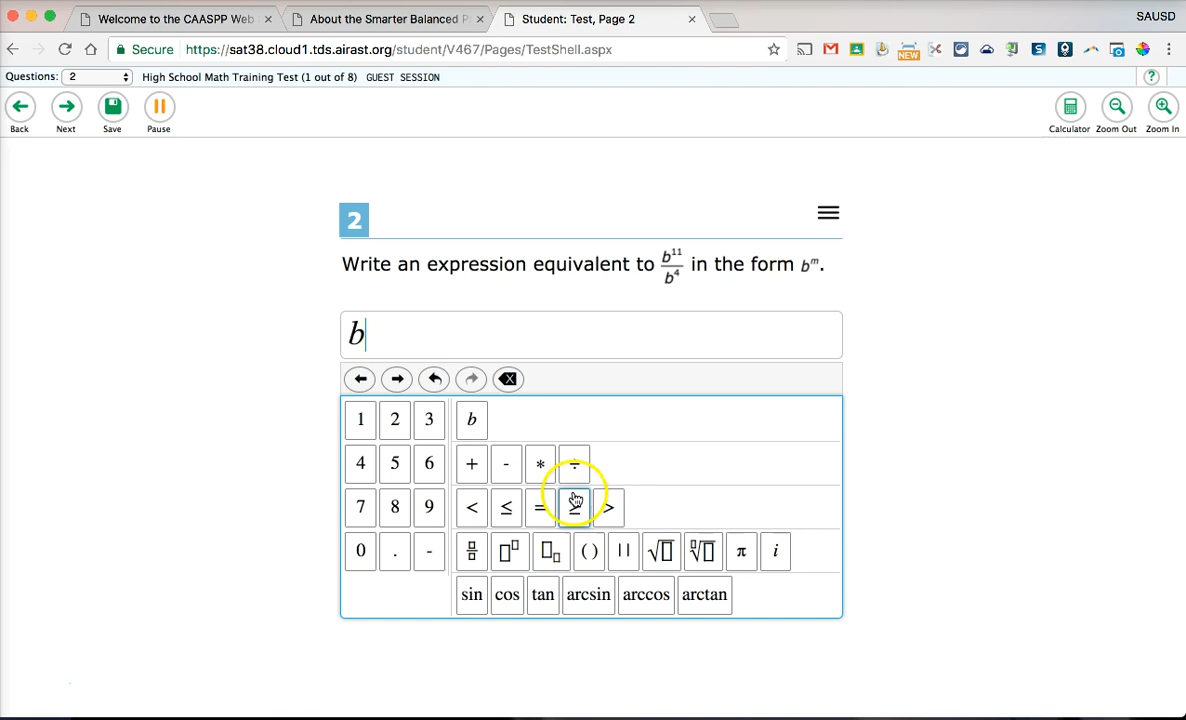 Welcome to the CAASPP Web
About the Smarter Balanced P
Student: Test, Page 2
SAUSD
Secure
https://sat38.cloud1.tds.airast.org/student/V467/Pages/TestShell.aspx
NEW
Questions: 2
High School Math Training Test (1 out of 8) GUEST SESSION
?
Back
Next
Save
Pause
Calculator
Zoom Out
Zoom In
2
Write an expression equivalent to b¹¹/b⁴ in the form bᵐ.
b
1 2 3 b
4 5 6 + - * ÷
7 8 9 < ≤ = ≥ >
0 . - ( ) | | √ √ π i
sin cos tan arcsin arccos arctan